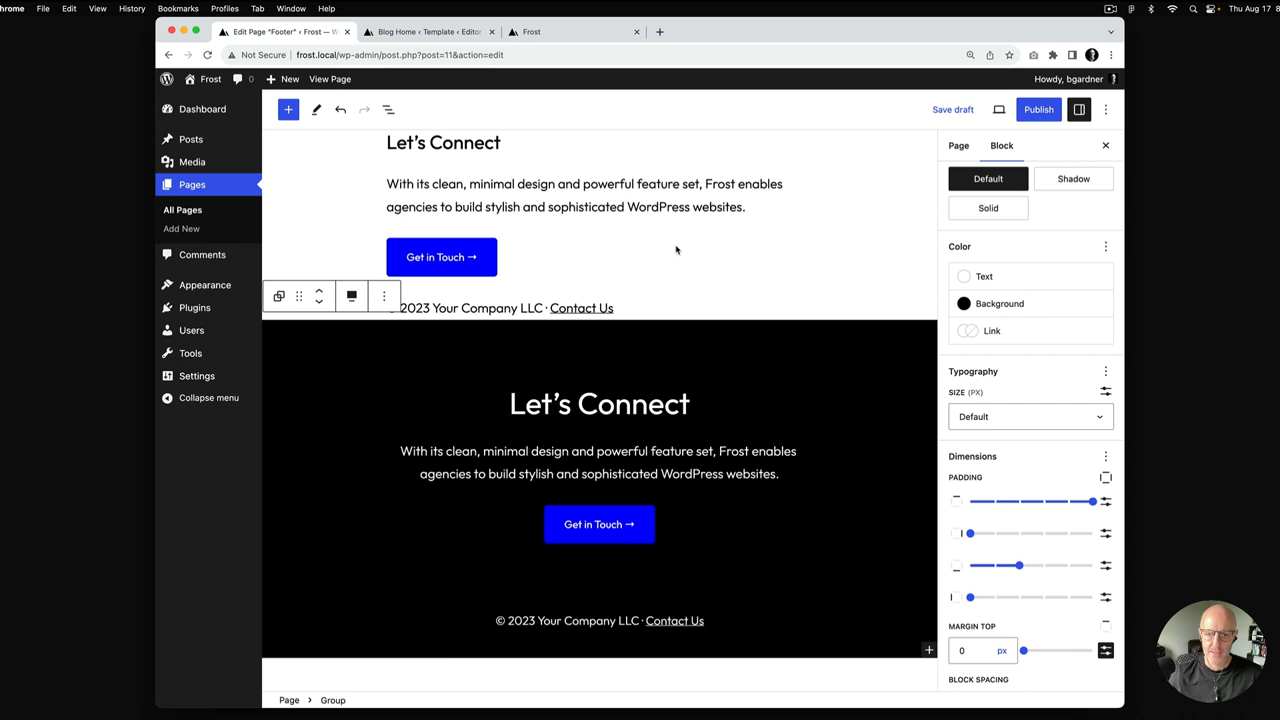 hrome File Edit View History Bookmarks Profiles Tab Window Help Thu Aug 17 8
Edit Page "Footer" ‹ Frost — W Blog Home ‹ Template ‹ Editor Frost
Not Secure frost.local/wp-admin/post.php?post=11&action=edit
Frost 0 New View Page Howdy, bgardner
Dashboard
Posts
Media
Pages
All Pages
Add New
Comments
Appearance
Plugins
Users
Tools
Settings
Collapse menu
Save draft Publish
Let's Connect
With its clean, minimal design and powerful feature set, Frost enables
agencies to build stylish and sophisticated WordPress websites.
Get in Touch →
2023 Your Company LLC · Contact Us
Let's Connect
With its clean, minimal design and powerful feature set, Frost enables
agencies to build stylish and sophisticated WordPress websites.
Get in Touch →
© 2023 Your Company LLC · Contact Us
Page Block
Default Shadow
Solid
Color
Text
Background
Link
Typography
SIZE (PX)
Default
Dimensions
PADDING
MARGIN TOP
0 px
BLOCK SPACING
Page › Group